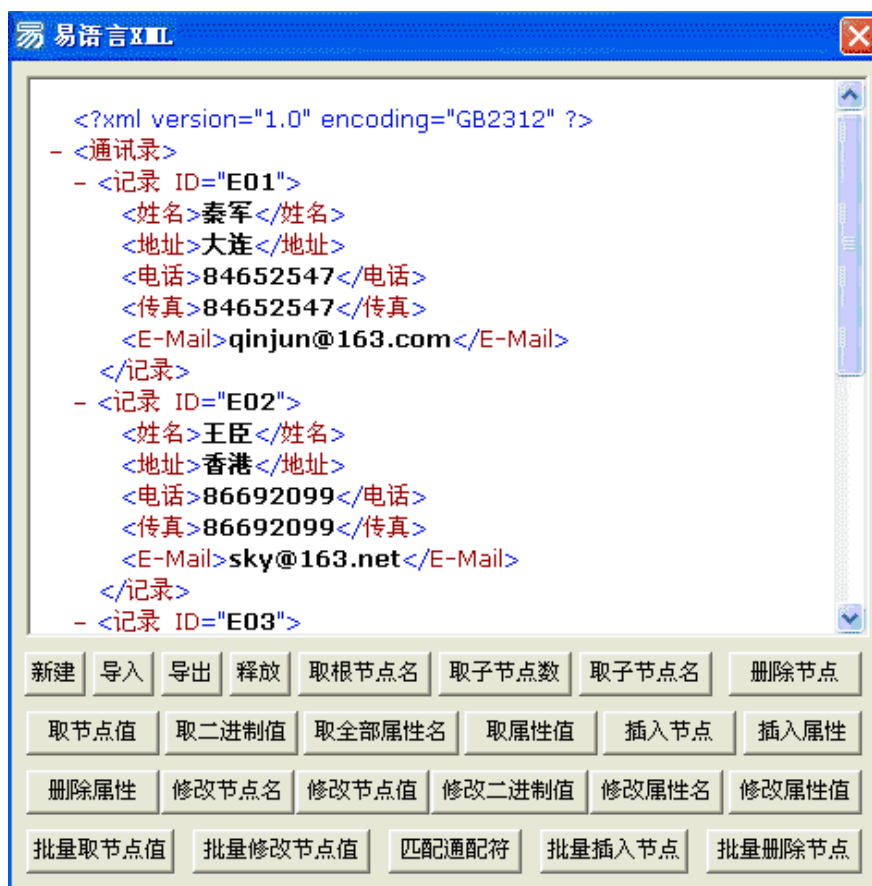 易语言XML
<?xml version="1.0" encoding="GB2312" ?>
- <通讯录>
- <记录 ID="E01">
<姓名>秦军</姓名>
<地址>大连</地址>
<电话>84652547</电话>
<传真>84652547</传真>
<E-Mail>qinjun@163.com</E-Mail>
</记录>
- <记录 ID="E02">
<姓名>王臣</姓名>
<地址>香港</地址>
<电话>86692099</电话>
<传真>86692099</传真>
<E-Mail>sky@163.net</E-Mail>
</记录>
- <记录 ID="E03">
新建 导入 导出 释放 取根节点名 取子节点数 取子节点名 删除节点
取节点值 取二进制值 取全部属性名 取属性值 插入节点 插入属性
删除属性 修改节点名 修改节点值 修改二进制值 修改属性名 修改属性值
批量取节点值 批量修改节点值 匹配通配符 批量插入节点 批量删除节点